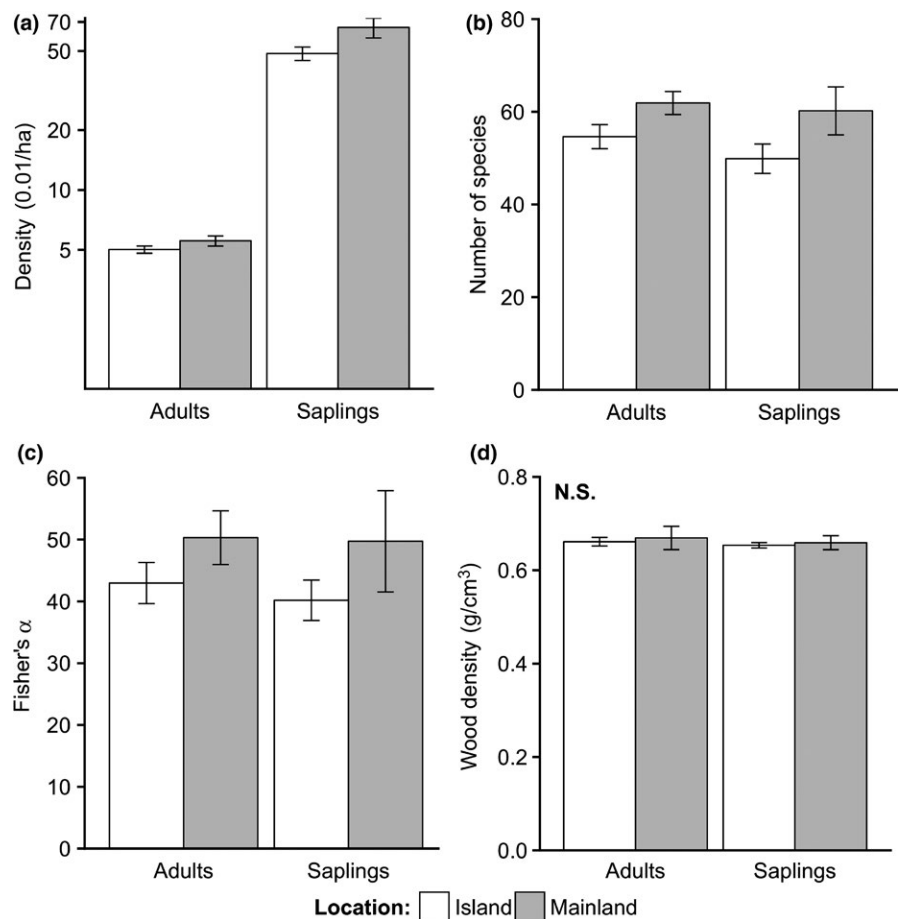 (a)
70
50
20
10
5
Density (0.01/ha)
Adults Saplings
(b)
80
60
40
20
0
Number of species
Adults Saplings
(c)
60
50
40
30
20
10
0
Fisher's α
Adults Saplings
(d)
N.S.
0.8
0.6
0.4
0.2
0.0
Wood density (g/cm³)
Adults Saplings
Location: Island Mainland